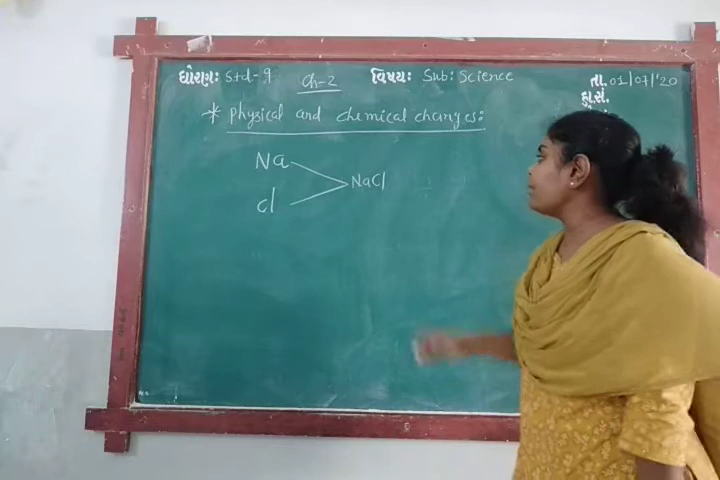 ધોરણ: Std-9 Ch-2 વિષય: Sub: Science તા. 01/07/'20
ક્રા.સં.
* Physical and chemical changes:
Na
NaCl
Cl